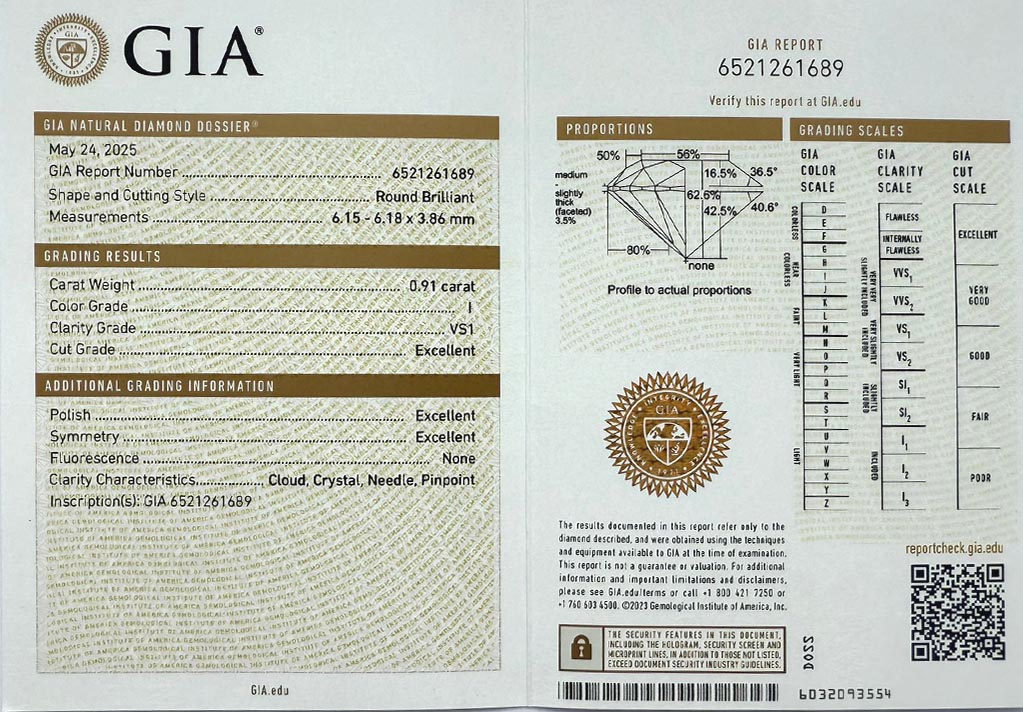 GIA®
GIA NATURAL DIAMOND DOSSIER®
May 24, 2025
GIA Report Number 6521261689
Shape and Cutting Style Round Brilliant
Measurements 6.15 - 6.18 x 3.86 mm
GRADING RESULTS
Carat Weight 0.91 carat
Color Grade I
Clarity Grade VS1
Cut Grade Excellent
ADDITIONAL GRADING INFORMATION
Polish Excellent
Symmetry Excellent
Fluorescence None
Clarity Characteristics Cloud, Crystal, Needle, Pinpoint
Inscription(s): GIA 6521261689
GIA.edu
GIA REPORT
6521261689
Verify this report at GIA.edu
PROPORTIONS
50%
56%
16.5%
36.5°
medium
-
slightly
thick
(faceted)
3.5%
62.6%
42.5%
40.6°
80%
none
Profile to actual proportions
GIA
INTEGRITY
KNOWLEDGE
1931
The results documented in this report refer only to the
diamond described, and were obtained using the techniques
and equipment available to GIA at the time of examination.
This report is not a guarantee or valuation. For additional
information and important limitations and disclaimers,
please see GIA.edu/terms or call +1 800 421 7250 or
+1 760 603 4500. ©2023 Gemological Institute of America, Inc.
THE SECURITY FEATURES IN THIS DOCUMENT,
INCLUDING THE HOLOGRAM, SECURITY SCREEN AND
MICROPRINT LINES, IN ADDITION TO THOSE NOT LISTED,
EXCEED DOCUMENT SECURITY INDUSTRY GUIDELINES.
GRADING SCALES
GIA
COLOR
SCALE
COLORLESS
D
E
F
NEAR COLORLESS
G
H
I
J
FAINT
K
L
M
VERY LIGHT
N
O
P
Q
R
LIGHT
S
T
U
V
W
X
Y
Z
GIA
CLARITY
SCALE
FLAWLESS
INTERNALLY
FLAWLESS
VERY VERY
SLIGHTLY INCLUDED
VVS1
VVS2
VERY SLIGHTLY
INCLUDED
VS1
VS2
SLIGHTLY
INCLUDED
SI1
SI2
INCLUDED
I1
I2
I3
GIA
CUT
SCALE
EXCELLENT
VERY
GOOD
GOOD
FAIR
POOR
reportcheck.gia.edu
DOS2
6032093554